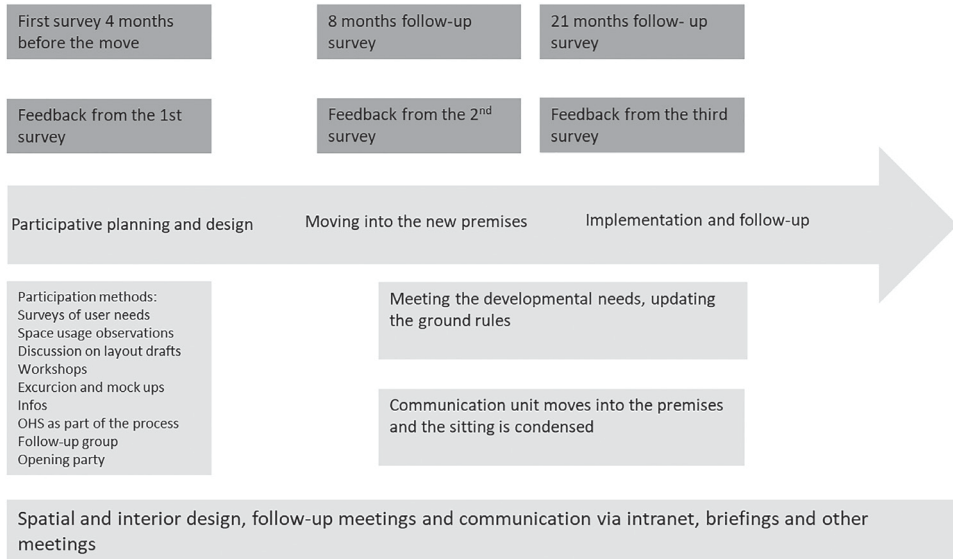 First survey 4 months
before the move
8 months follow-up
survey
21 months follow- up
survey
Feedback from the 1st
survey
Feedback from the 2nd
survey
Feedback from the third
survey
Participative planning and design
Moving into the new premises
Implementation and follow-up
Participation methods:
Surveys of user needs
Space usage observations
Discussion on layout drafts
Workshops
Excurcion and mock ups
Infos
OHS as part of the process
Follow-up group
Opening party
Meeting the developmental needs, updating
the ground rules
Communication unit moves into the premises
and the sitting is condensed
Spatial and interior design, follow-up meetings and communication via intranet, briefings and other
meetings